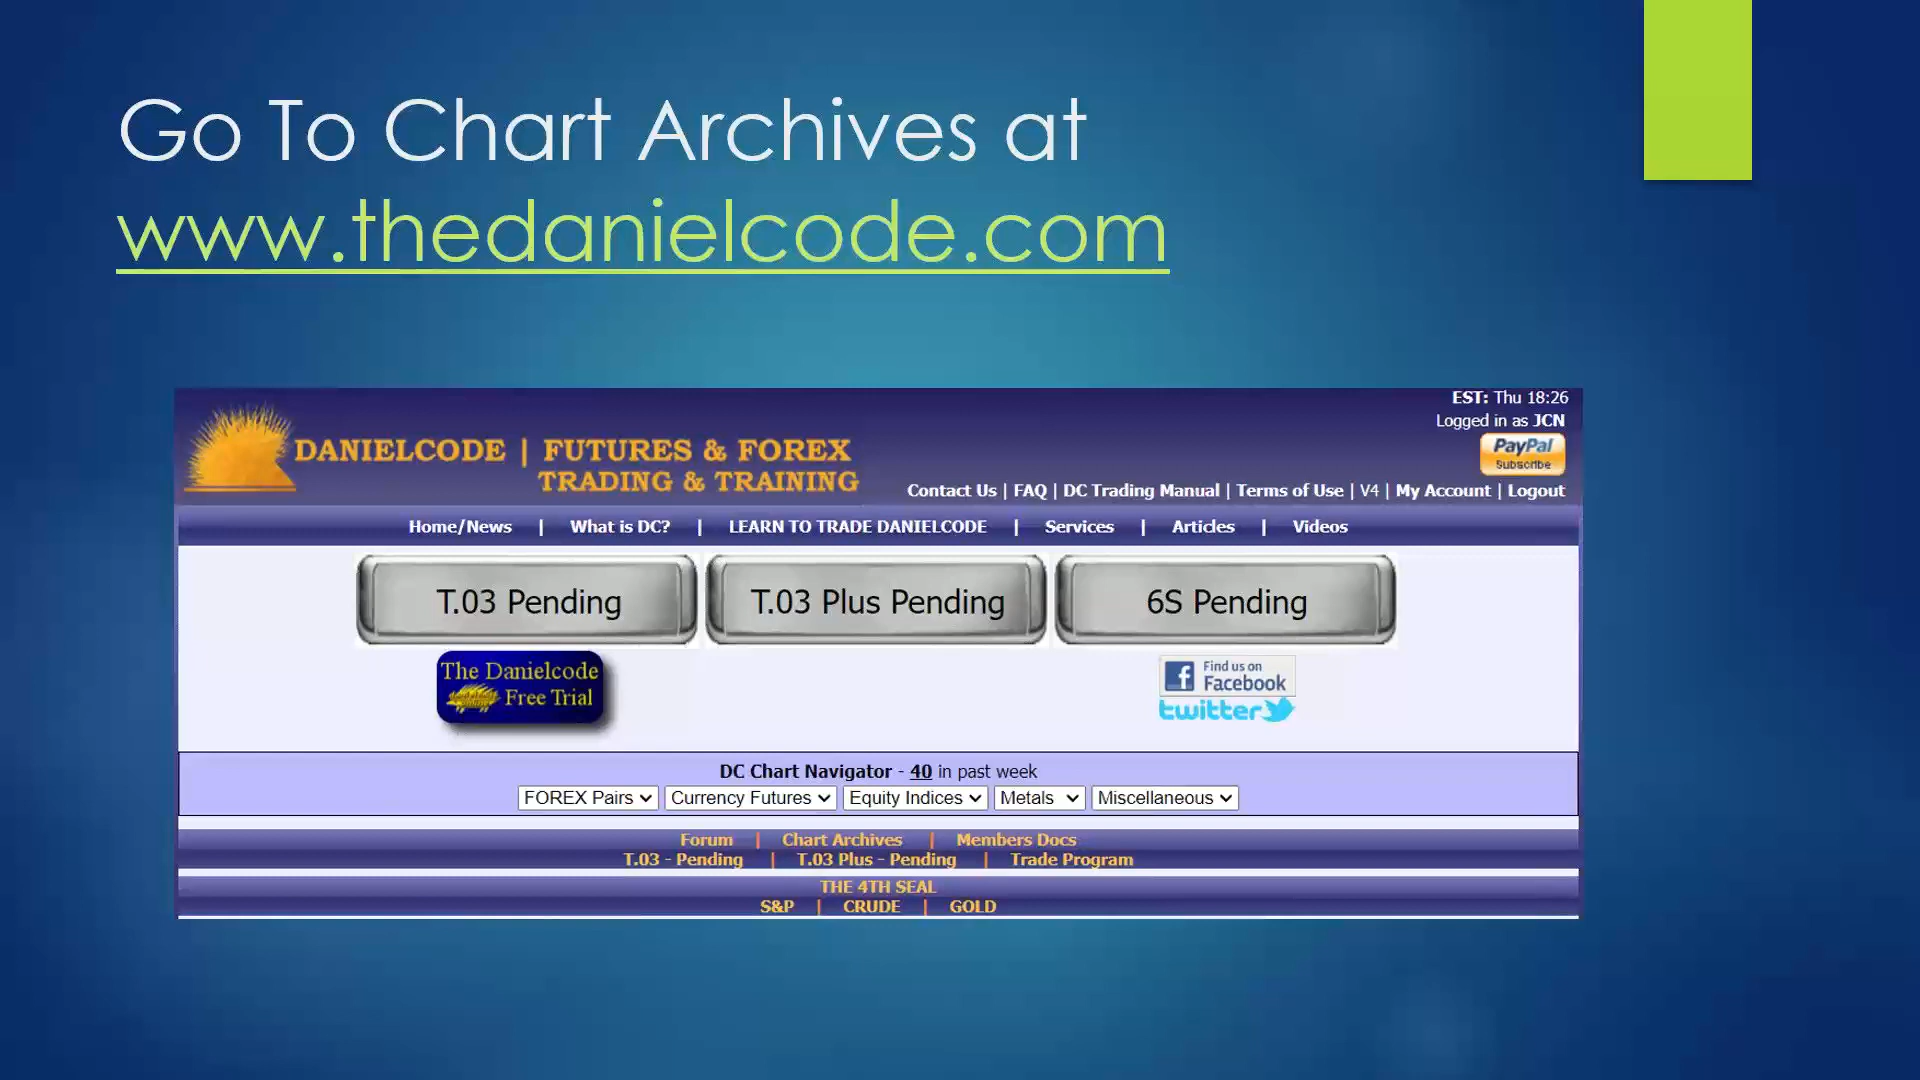 Go To Chart Archives at
www.thedanielcode.com
EST: Thu 18:26
Logged in as JCN
PayPal
Subscribe
DANIELCODE | FUTURES & FOREX
TRADING & TRAINING
Contact Us | FAQ | DC Trading Manual | Terms of Use | V4 | My Account | Logout
Home/News | What is DC? | LEARN TO TRADE DANIELCODE | Services | Articles | Videos
T.03 Pending T.03 Plus Pending 6S Pending
The Danielcode
Free Trial
Find us on
Facebook
twitter
DC Chart Navigator - 40 in past week
FOREX Pairs Currency Futures Equity Indices Metals Miscellaneous
Forum | Chart Archives | Members Docs
T.03 - Pending | T.03 Plus - Pending | Trade Program
THE 4TH SEAL
S&P | CRUDE | GOLD